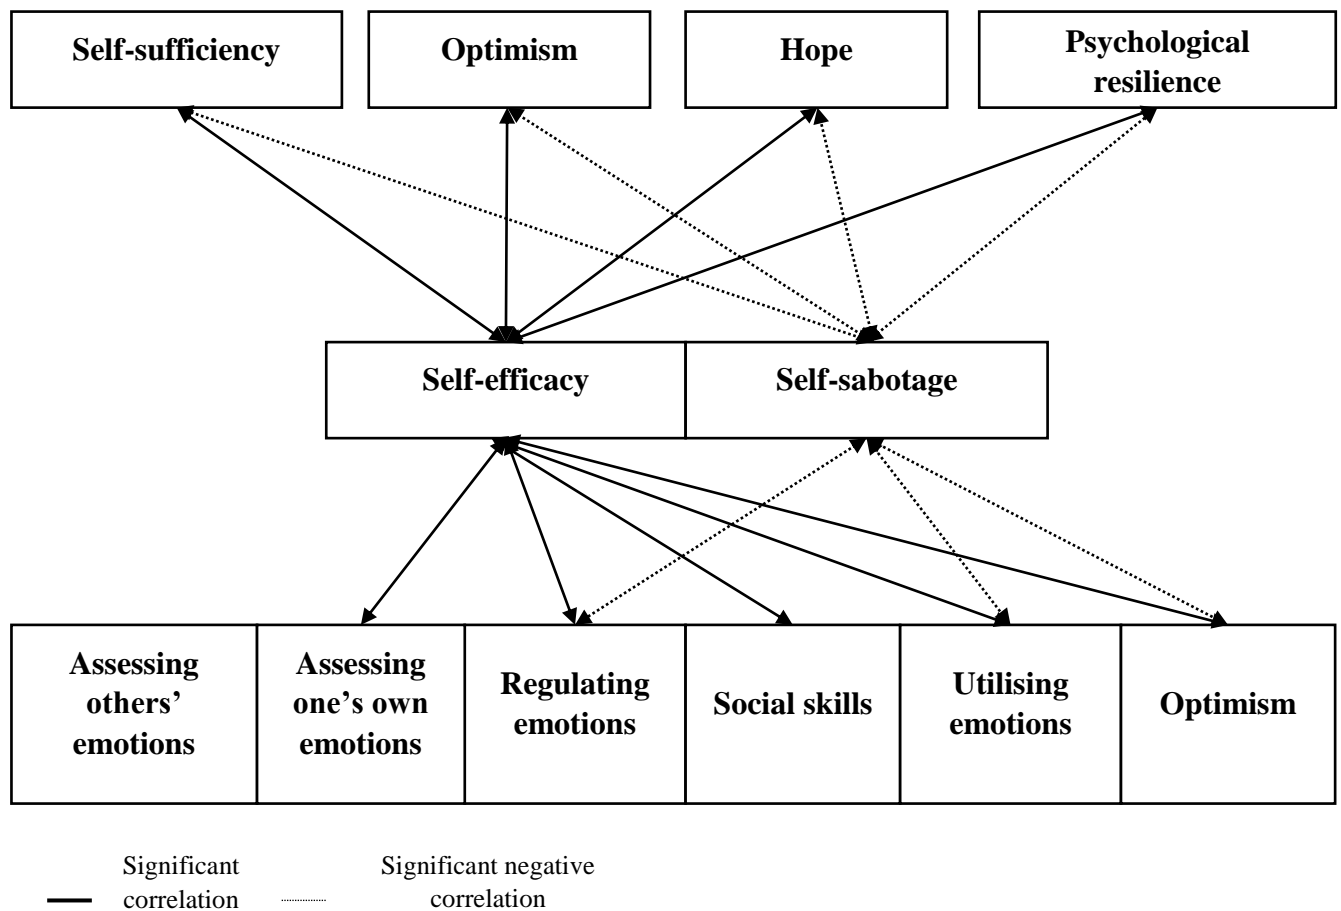 Self-sufficiency
Optimism
Hope
Psychological
resilience
Self-efficacy
Self-sabotage
Assessing
others’
emotions
Assessing
one’s own
emotions
Regulating
emotions
Social skills
Utilising
emotions
Optimism
Significant
correlation
Significant negative
correlation